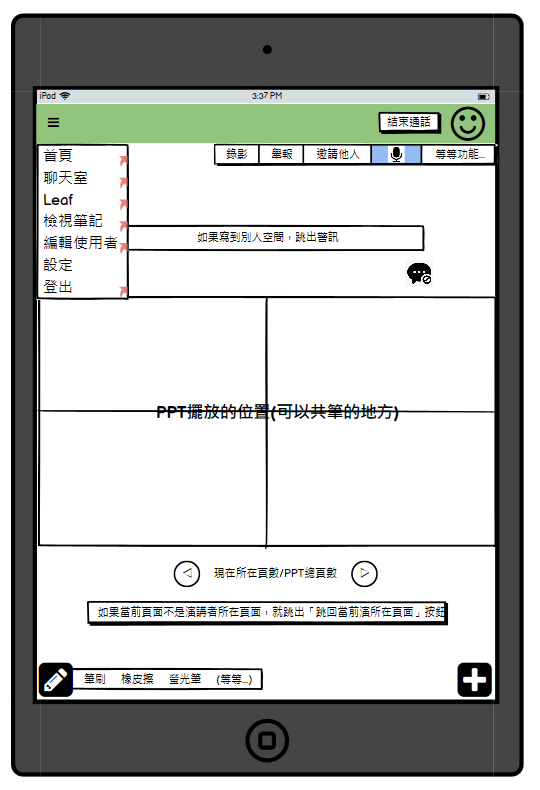 iPod 3:37 PM
結束通話
首頁
聊天室
Leaf
檢視筆記
編輯使用者
設定
登出
錄影 舉報 邀請他人 等等功能...
如果寫到別人空間，跳出警訊
PPT擺放的位置(可以共筆的地方)
現在所在頁數/PPT總頁數
如果當前頁面不是演講者所在頁面，就跳出「跳回當前演所在頁面」按鈕
筆刷 橡皮擦 螢光筆 (等等...)